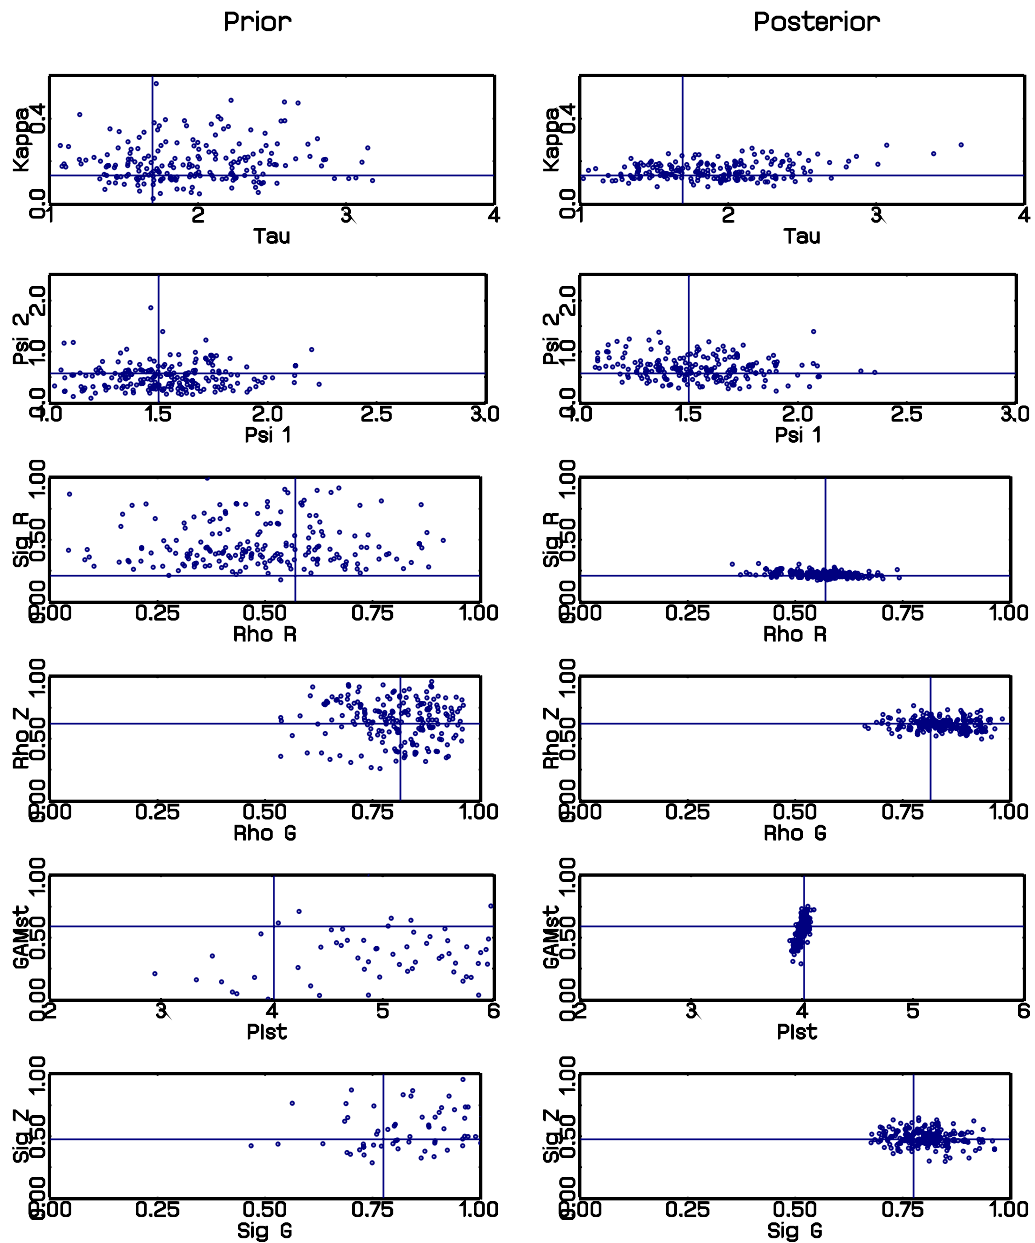 Prior Posterior
Kappa 0.0 0.4 Kappa 0.0 0.4
1 2 3 4 1 2 3 4
Tau Tau
Psi 2 0.0 1.0 2.0 Psi 2 0.0 1.0 2.0
1.0 1.5 2.0 2.5 3.0 1.0 1.5 2.0 2.5 3.0
Psi 1 Psi 1
Sig R 0.00 0.50 1.00 Sig R 0.00 0.50 1.00
0.00 0.25 0.50 0.75 1.00 0.00 0.25 0.50 0.75 1.00
Rho R Rho R
Rho Z 0.00 0.50 1.00 Rho Z 0.00 0.50 1.00
0.00 0.25 0.50 0.75 1.00 0.00 0.25 0.50 0.75 1.00
Rho G Rho G
GAMst 0.00 0.50 1.00 GAMst 0.00 0.50 1.00
2 3 4 5 6 2 3 4 5 6
PIst PIst
Sig Z 0.00 0.50 1.00 Sig Z 0.00 0.50 1.00
0.00 0.25 0.50 0.75 1.00 0.00 0.25 0.50 0.75 1.00
Sig G Sig G